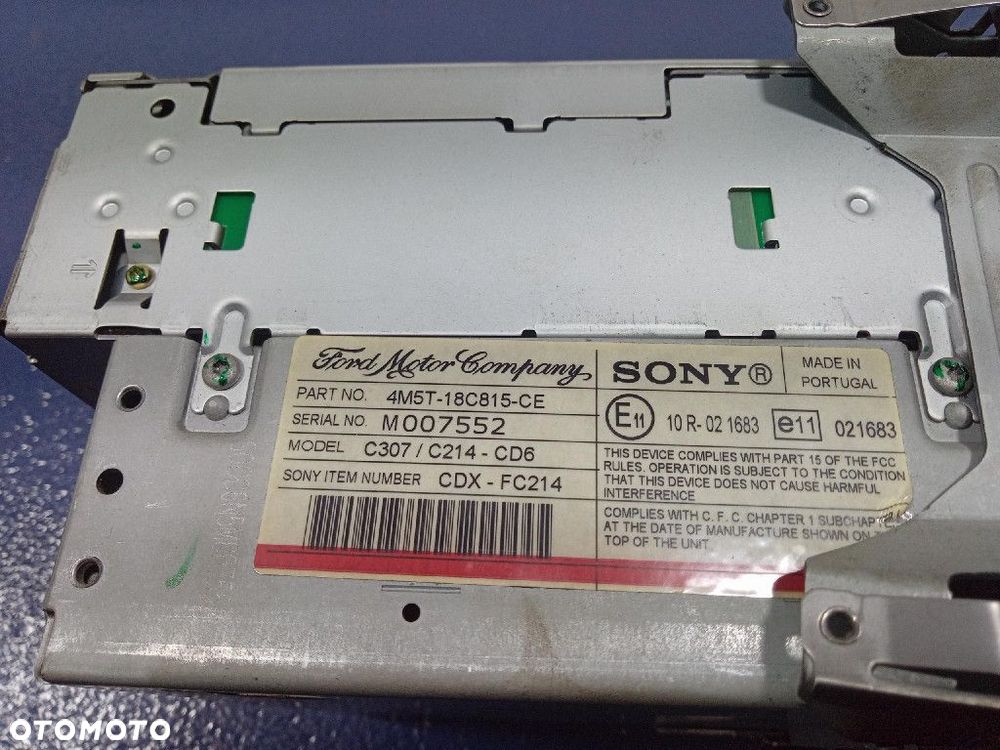 Ford Motor Company
PART NO. 4M5T-18C815-CE
SERIAL NO. M007552
MODEL C307 / C214 - CD6
SONY ITEM NUMBER CDX - FC214
SONY®
MADE IN
PORTUGAL
E11 10 R- 02 1683 e11 021683
THIS DEVICE COMPLIES WITH PART 15 OF THE FCC
RULES. OPERATION IS SUBJECT TO THE CONDITION
THAT THIS DEVICE DOES NOT CAUSE HARMFUL
INTERFERENCE
COMPLIES WITH C. F. C. CHAPTER 1 SUBCHAPTER
AT THE DATE OF MANUFACTURE SHOWN ON
TOP OF THE UNIT
OTOMOTO